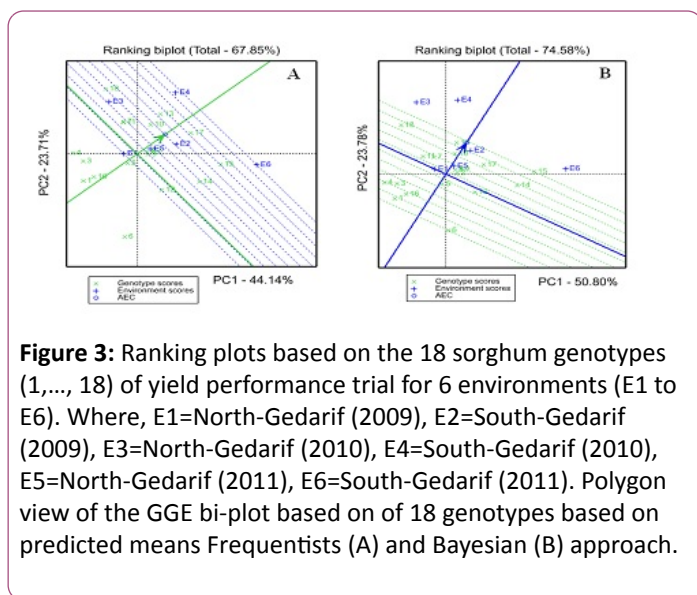 Ranking biplot (Total - 67.85%)
A
PC2 - 23.71%
E3
E4
E2
E5
E6
PC1 - 44.14%
Genotype scores
Environment scores
AEC
Ranking biplot (Total - 74.58%)
B
PC2 - 23.78%
E3
E4
E2
E5
E6
PC1 - 50.80%
Genotype scores
Environment scores
AEC
Figure 3: Ranking plots based on the 18 sorghum genotypes
(1,..., 18) of yield performance trial for 6 environments (E1 to
E6). Where, E1=North-Gedarif (2009), E2=South-Gedarif
(2009), E3=North-Gedarif (2010), E4=South-Gedarif (2010),
E5=North-Gedarif (2011), E6=South-Gedarif (2011). Polygon
view of the GGE bi-plot based on of 18 genotypes based on
predicted means Frequentists (A) and Bayesian (B) approach.